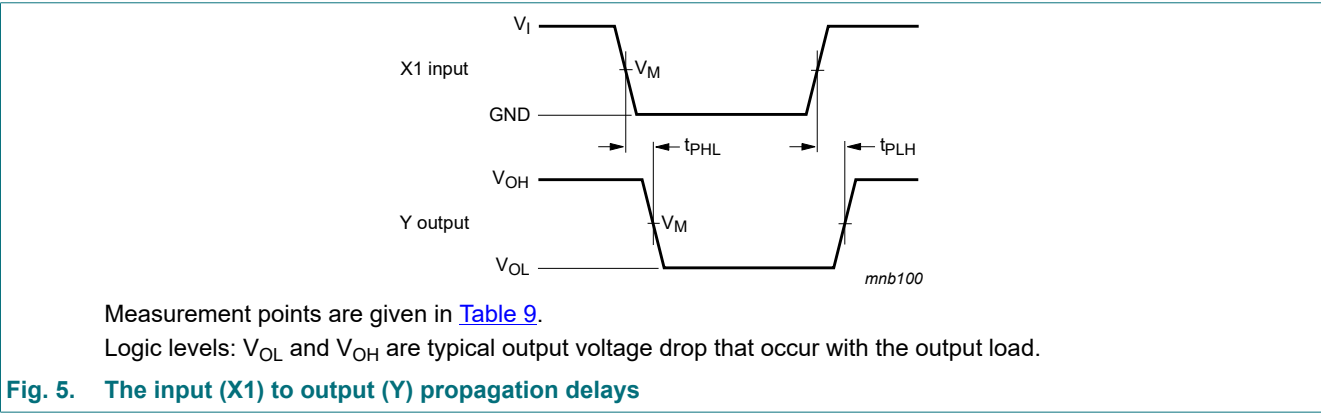 VI
X1 input
VM
GND
tPHL
tPLH
VOH
Y output
VM
VOL
mnb100
Measurement points are given in Table 9.
Logic levels: VOL and VOH are typical output voltage drop that occur with the output load.
Fig. 5. The input (X1) to output (Y) propagation delays